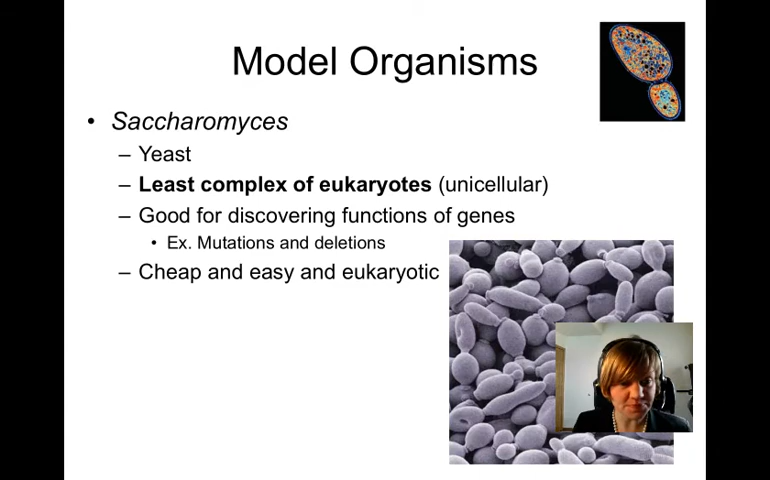 Model Organisms
• Saccharomyces
– Yeast
– Least complex of eukaryotes (unicellular)
– Good for discovering functions of genes
• Ex. Mutations and deletions
– Cheap and easy and eukaryotic